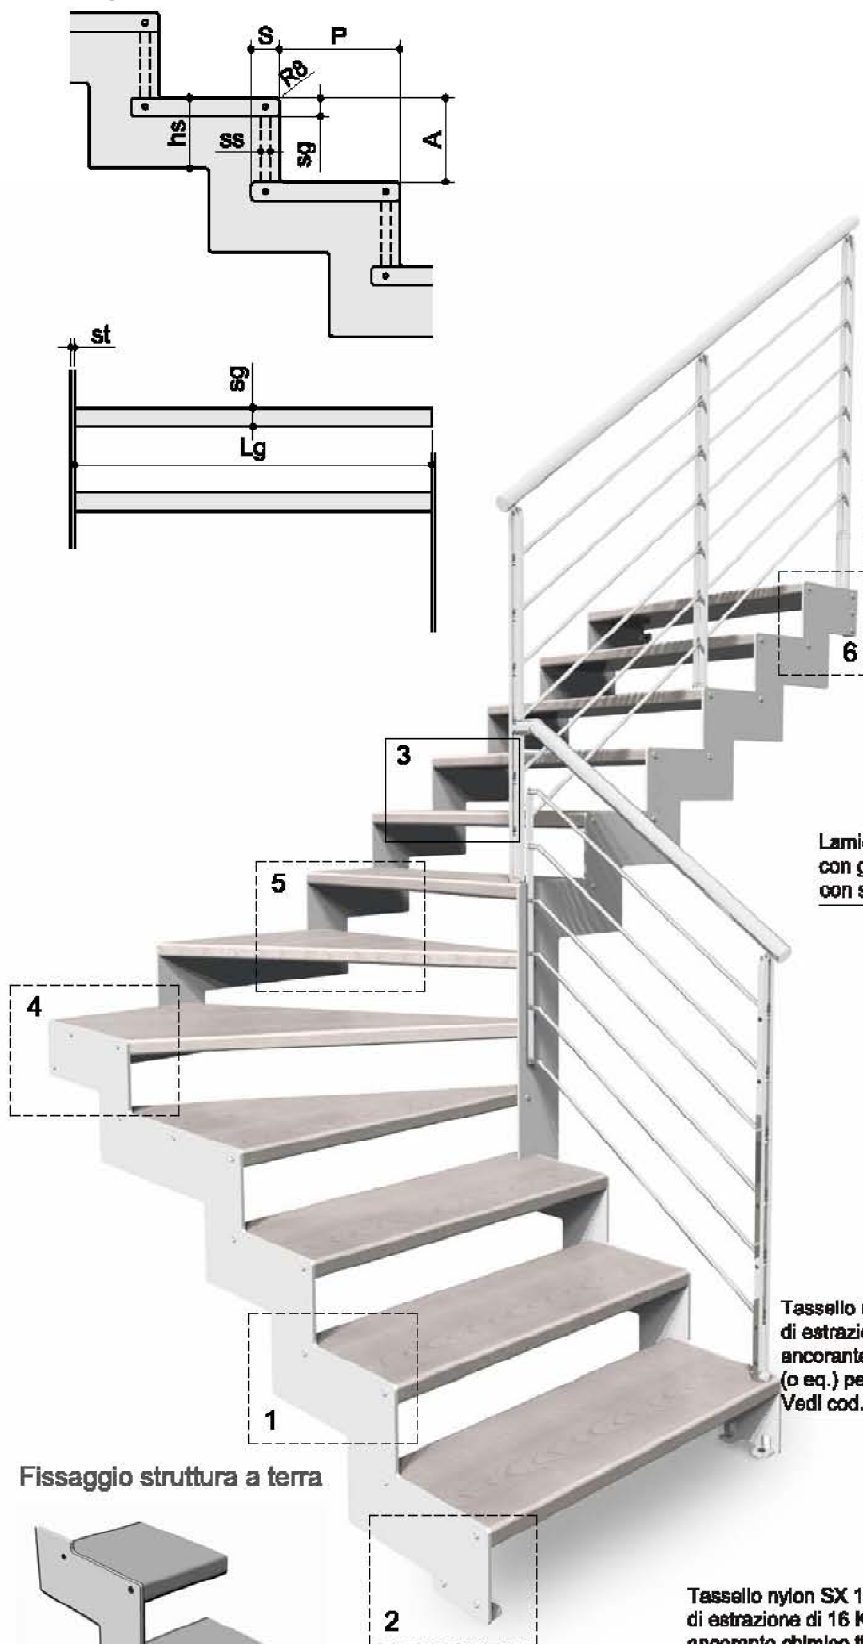 S P
R8
hs ss sg A
st
sg
Lg
6
3
Lami
con g
con s
5
4
Tassello
di estrazi
ancorante
(o eq.) pe
Vedi cod.
1
Fissaggio struttura a terra
2
Tassello nylon SX 1
di estrazione di 16 K